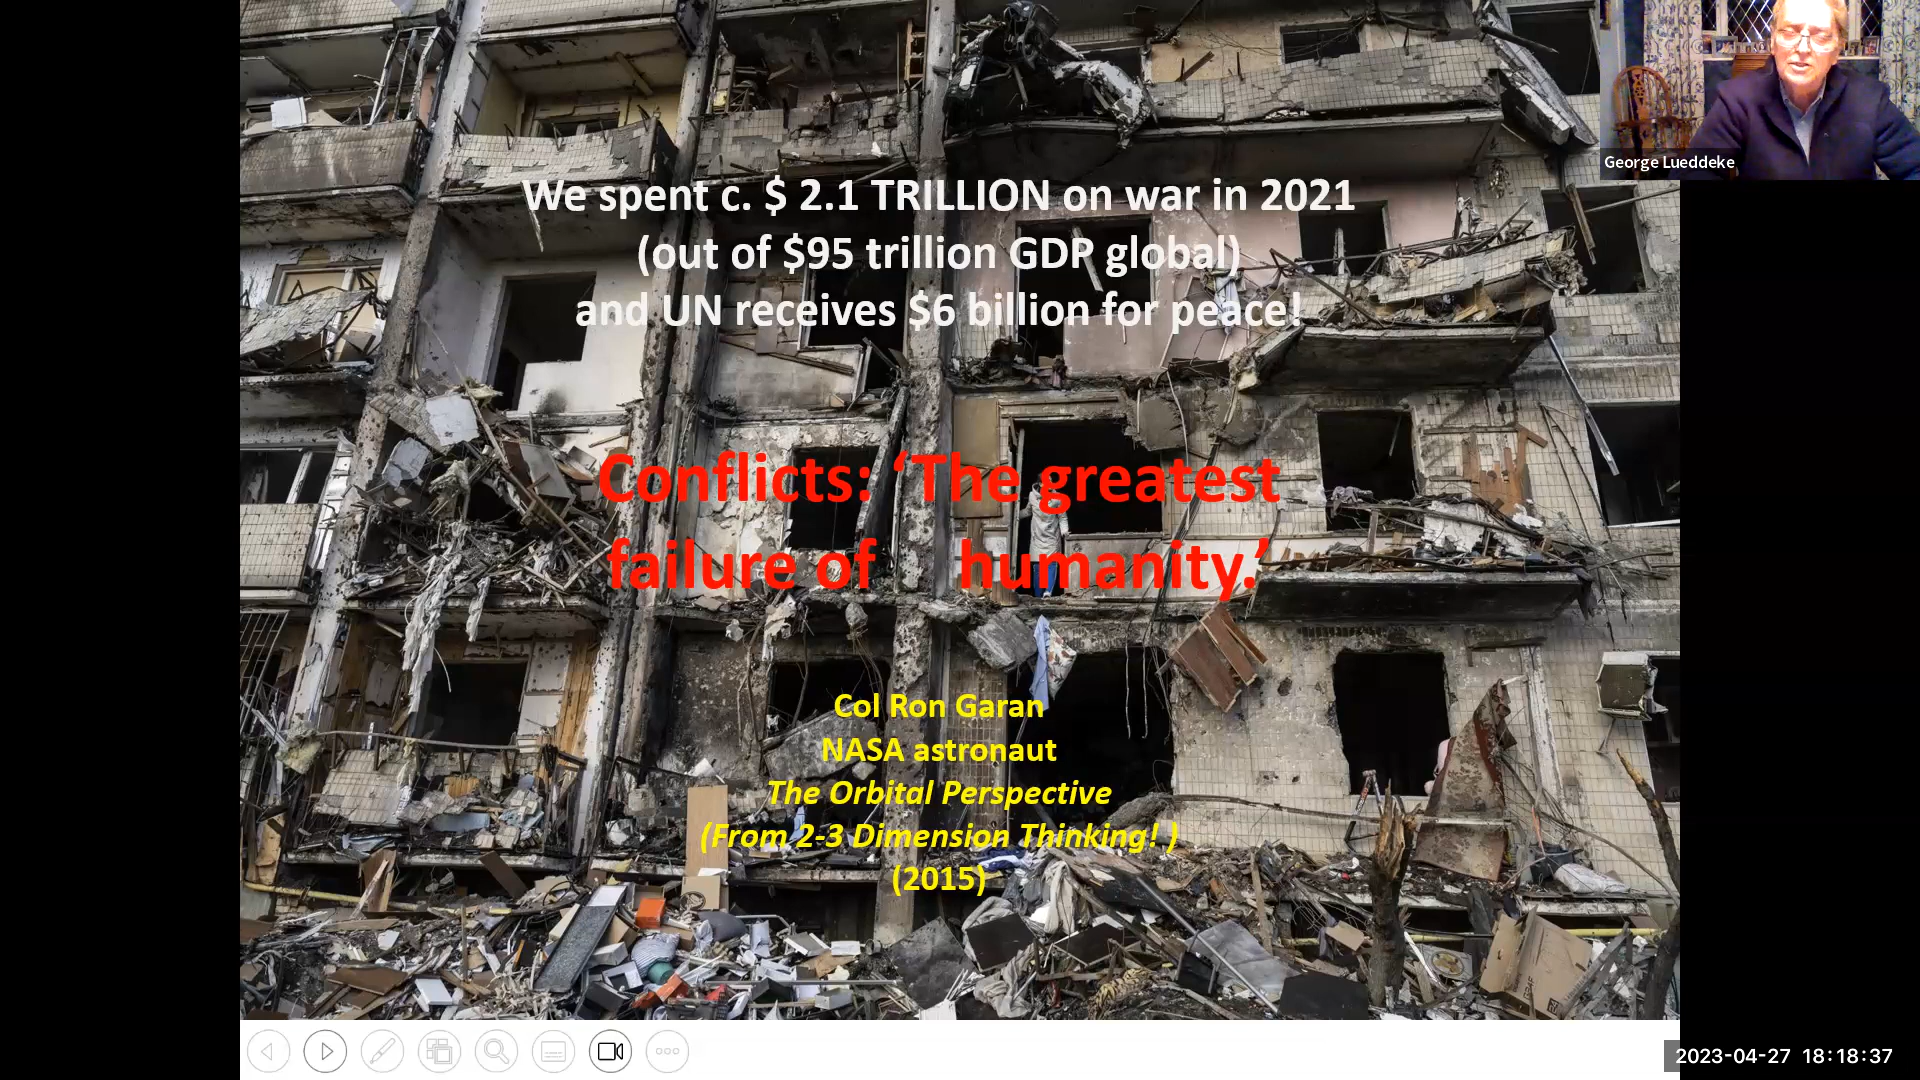 George Lueddeke
We spent c. $ 2.1 TRILLION on war in 2021
(out of $95 trillion GDP global)
and UN receives $6 billion for peace!
Conflicts: ‘The greatest
failure of humanity.’
Col Ron Garan
NASA astronaut
The Orbital Perspective
(From 2-3 Dimension Thinking! )
(2015)
2023-04-27 18:18:37